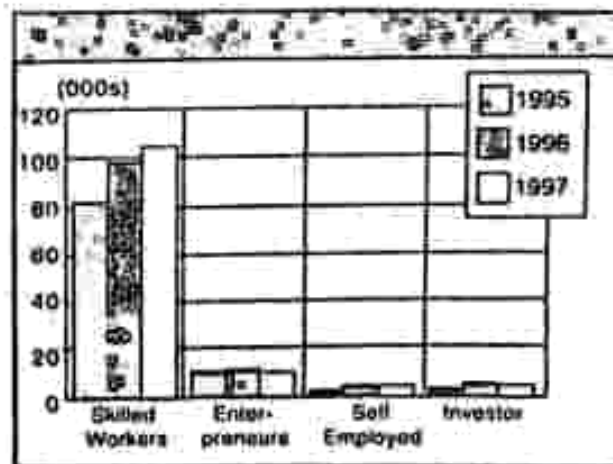 (000s)
120
100
80
60
40
20
0
1995
1996
1997
Skilled
Workers
Enter-
preneurs
Self
Employed
Investor